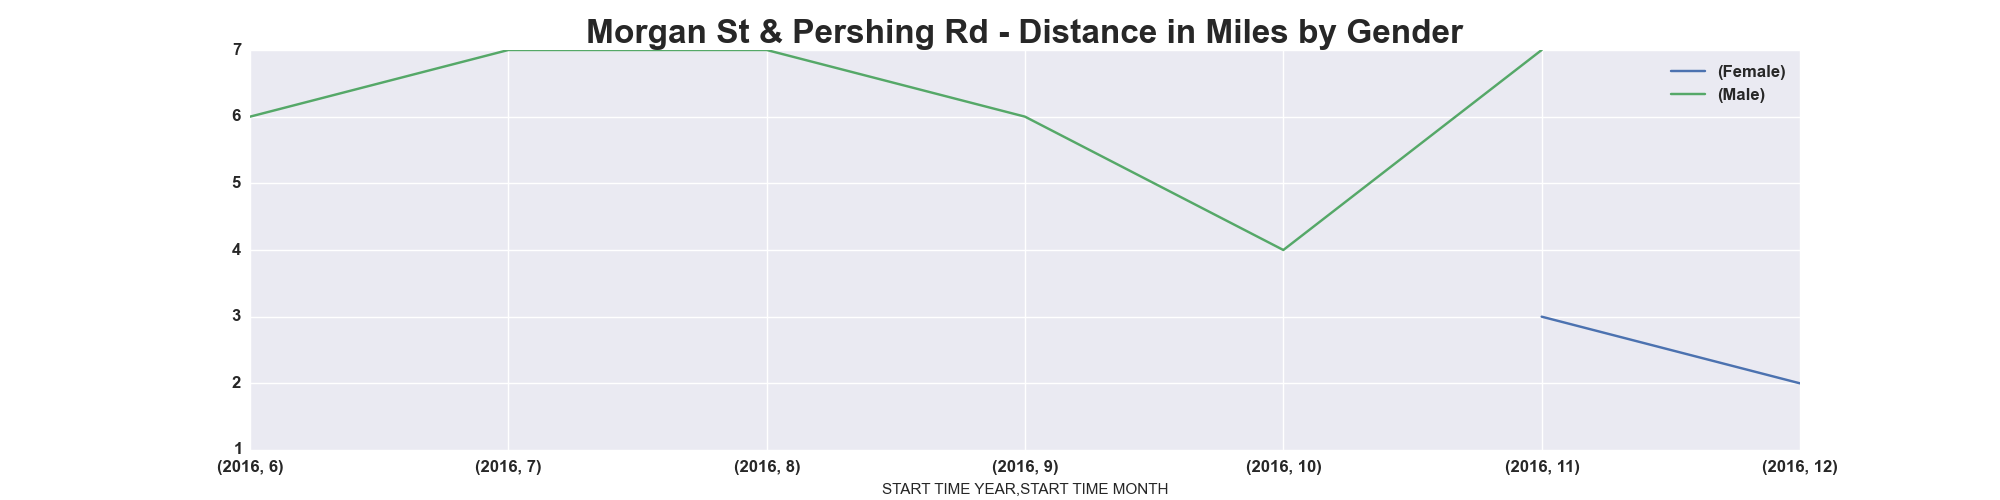 Morgan St & Pershing Rd - Distance in Miles by Gender
7
6
5
4
3
2
1
(Female)
(Male)
(2016, 6) (2016, 7) (2016, 8) (2016, 9) (2016, 10) (2016, 11) (2016, 12)
START TIME YEAR,START TIME MONTH